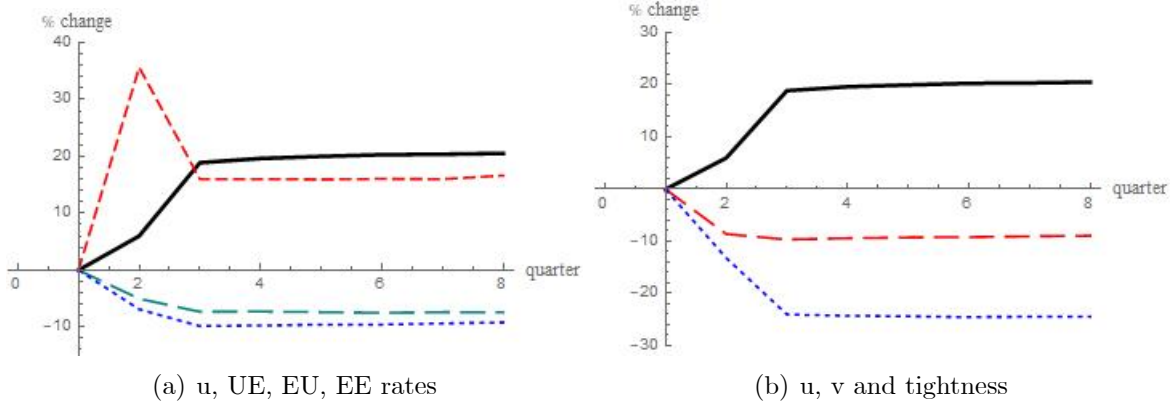 % change
40
30
20
10
0 2 4 6 8 quarter
-10
(a) u, UE, EU, EE rates
% change
30
20
10
0 2 4 6 8 quarter
-10
-20
-30
(b) u, v and tightness